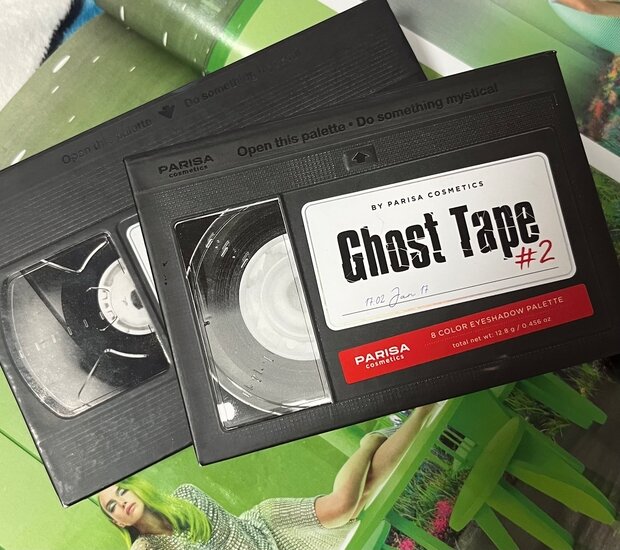 Open this palette
Do something
PARISA
cosmetics
Open this palette • Do something mystical
BY PARISA COSMETICS
Ghost Tape
#2
17.02 Jan 17
PARISA
cosmetics
8 COLOR EYESHADOW PALETTE
total net wt: 12.8 g / 0.456 oz